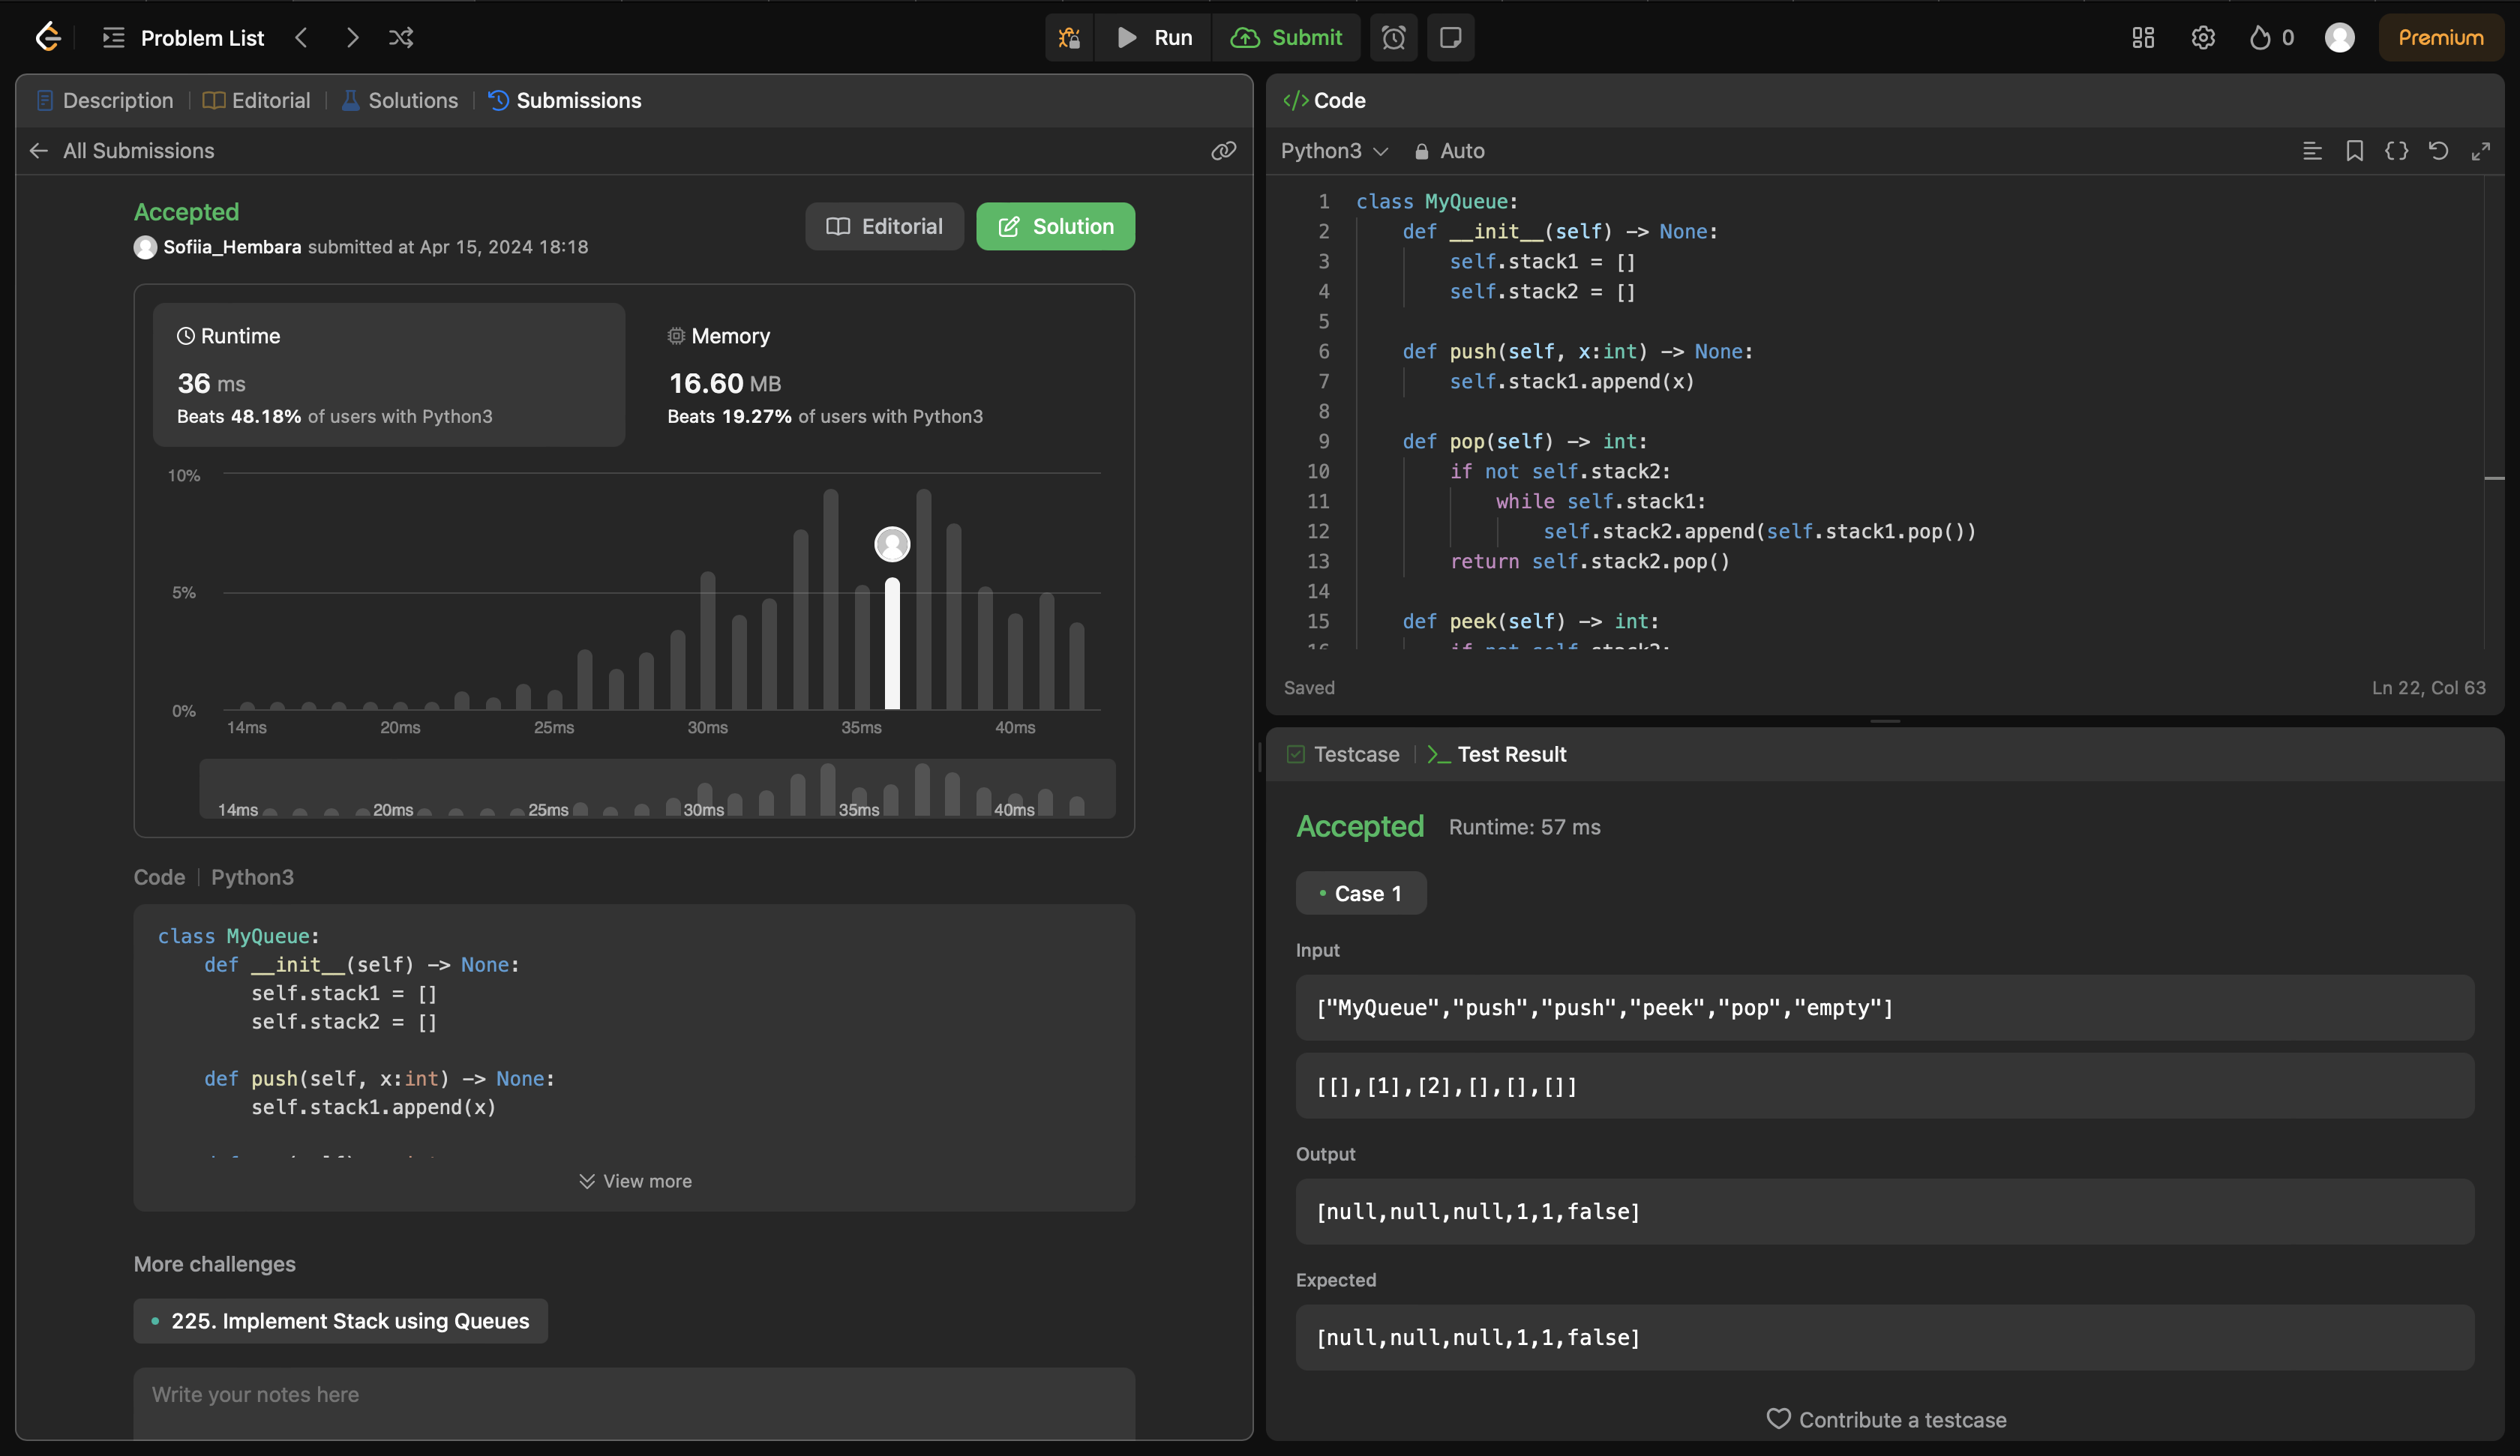 Problem List
Run
Submit
0
Premium
Description
Editorial
Solutions
Submissions
All Submissions
Accepted
Sofiia_Hembara submitted at Apr 15, 2024 18:18
Editorial
Solution
Runtime
36 ms
Beats 48.18% of users with Python3
Memory
16.60 MB
Beats 19.27% of users with Python3
10%
5%
0%
14ms 20ms 25ms 30ms 35ms 40ms
14ms 20ms 25ms 30ms 35ms 40ms
Code
Python3
class MyQueue:
    def __init__(self) -> None:
        self.stack1 = []
        self.stack2 = []
    def push(self, x:int) -> None:
        self.stack1.append(x)
View more
More challenges
225. Implement Stack using Queues
Write your notes here
Code
Python3
Auto
1 class MyQueue:
2     def __init__(self) -> None:
3         self.stack1 = []
4         self.stack2 = []
5
6     def push(self, x:int) -> None:
7         self.stack1.append(x)
8
9     def pop(self) -> int:
10         if not self.stack2:
11             while self.stack1:
12                 self.stack2.append(self.stack1.pop())
13         return self.stack2.pop()
14
15     def peek(self) -> int:
16         if not self.stack2:
Saved
Ln 22, Col 63
Testcase
Test Result
Accepted
Runtime: 57 ms
Case 1
Input
["MyQueue","push","push","peek","pop","empty"]
[[],[1],[2],[],[],[]]
Output
[null,null,null,1,1,false]
Expected
[null,null,null,1,1,false]
Contribute a testcase